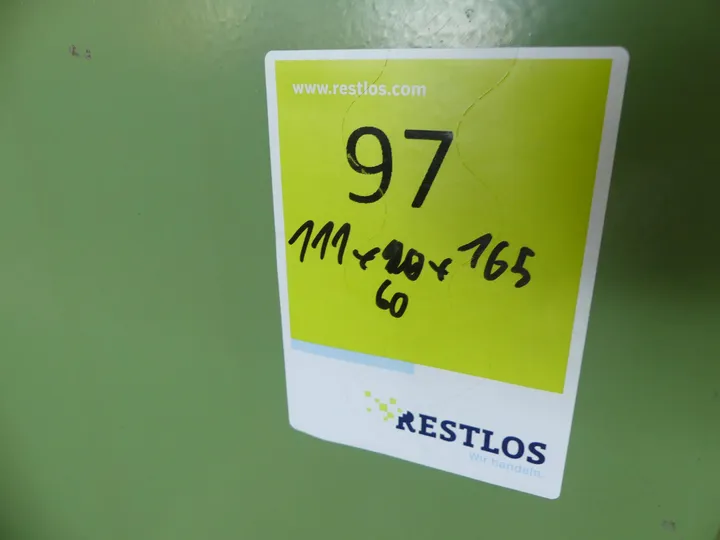 www.restlos.com
97
111 x x 165
60
RESTLOS
Wir handeln.